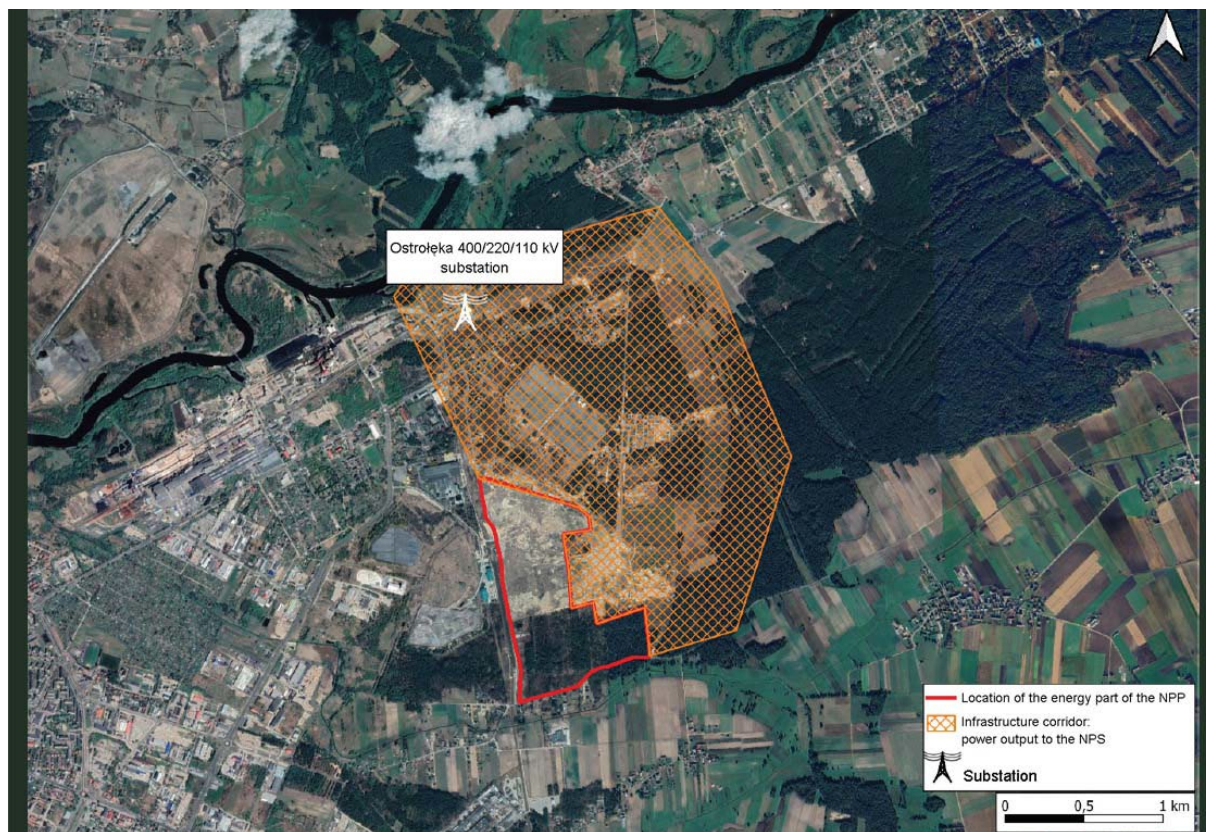 Ostrołęka 400/220/110 kV
substation
Location of the energy part of the NPP
Infrastructure corridor:
power output to the NPS
Substation
0 0,5 1 km